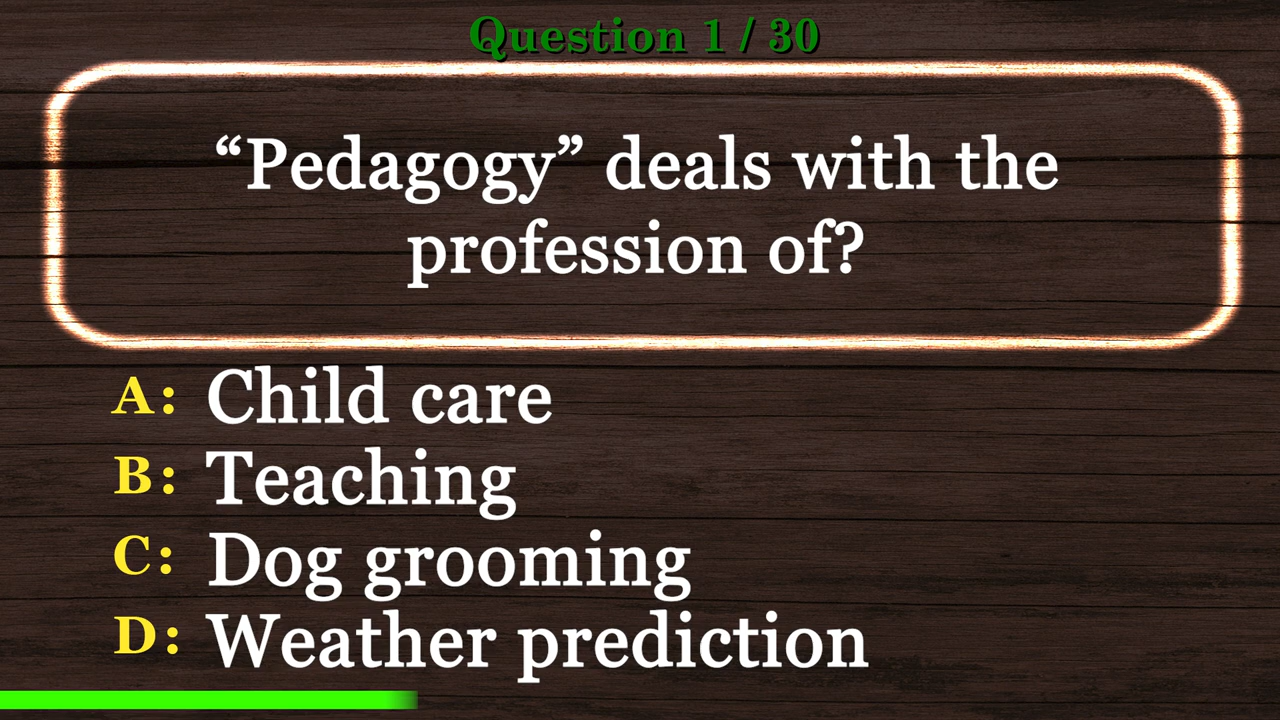 Question 1 / 30
“Pedagogy” deals with the
profession of?
A: Child care
B: Teaching
C: Dog grooming
D: Weather prediction